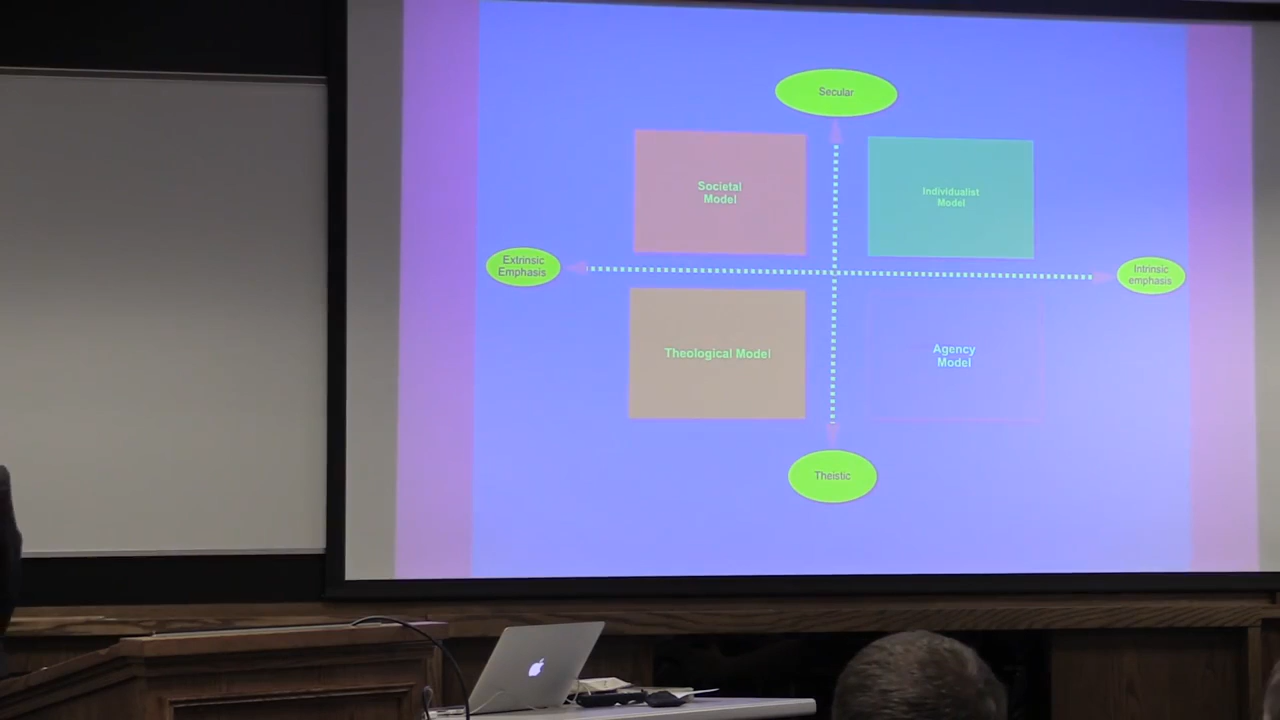 Secular
Societal
Model
Individualist
Model
Extrinsic
Emphasis
Intrinsic
emphasis
Theological Model
Agency
Model
Theistic